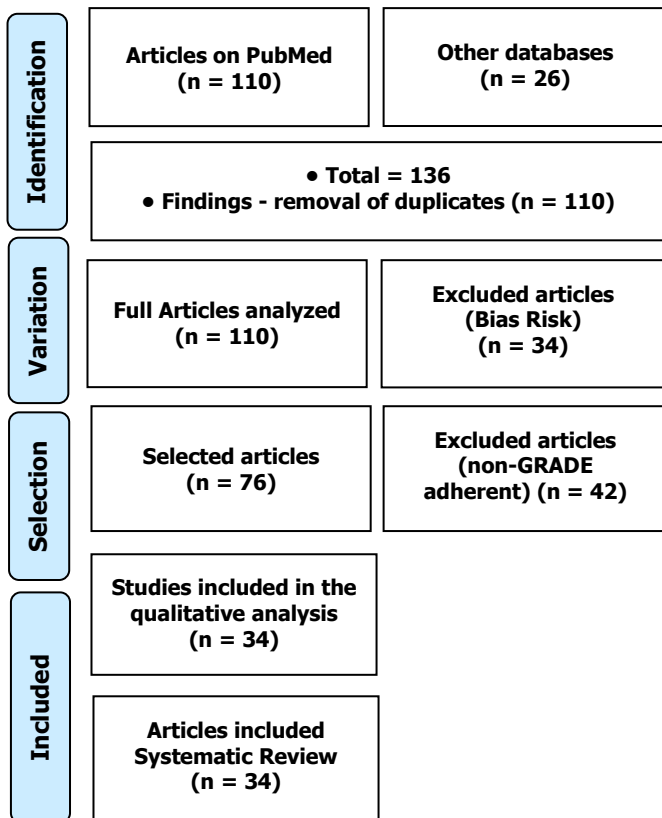 Identification
Articles on PubMed
(n = 110)
Other databases
(n = 26)
● Total = 136
● Findings - removal of duplicates (n = 110)
Variation
Full Articles analyzed
(n = 110)
Excluded articles
(Bias Risk)
(n = 34)
Selection
Selected articles
(n = 76)
Excluded articles
(non-GRADE
adherent) (n = 42)
Included
Studies included in the
qualitative analysis
(n = 34)
Articles included
Systematic Review
(n = 34)